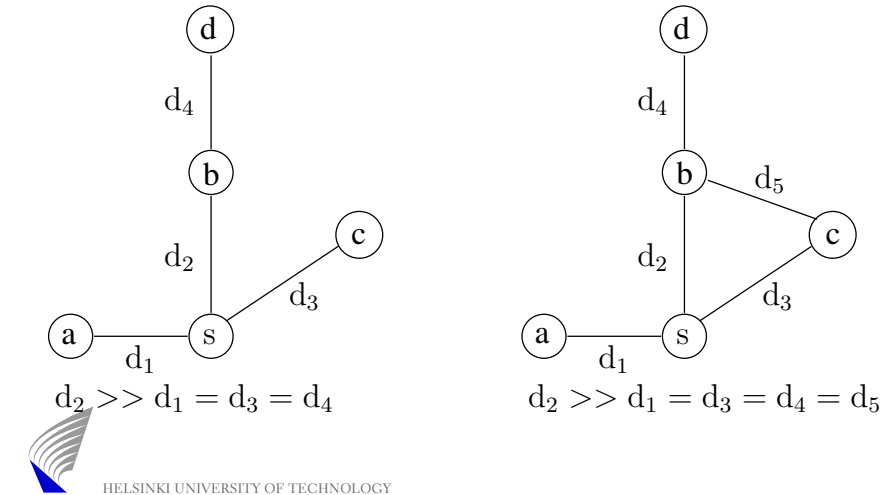 d d
d₄ d₄
b b
d₅
c c
d₂ d₂
d₃ d₃
a s a s
d₁ d₁
d₂ >> d₁ = d₃ = d₄ d₂ >> d₁ = d₃ = d₄ = d₅
HELSINKI UNIVERSITY OF TECHNOLOGY